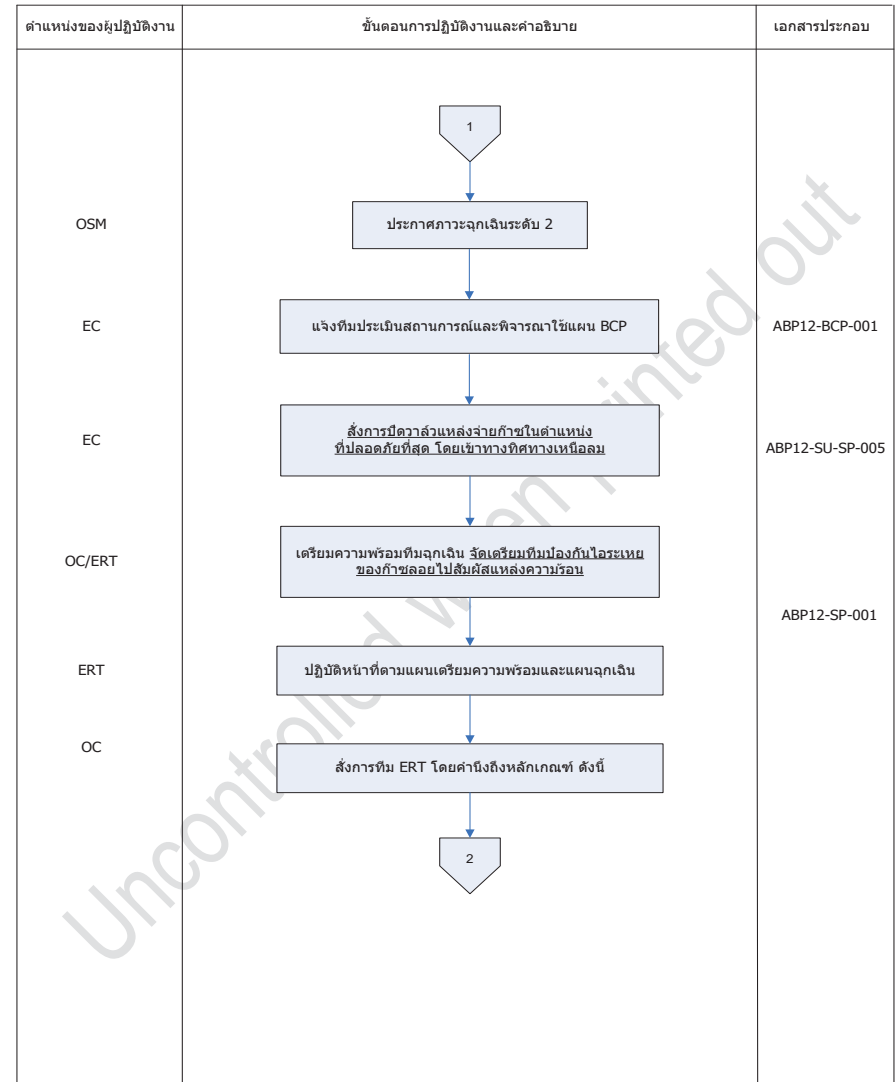 ตำแหน่งของผู้ปฏิบัติงาน
ขั้นตอนการปฏิบัติงานและคำอธิบาย
เอกสารประกอบ
1
OSM
ประกาศภาวะฉุกเฉินระดับ 2
EC
แจ้งทีมประเมินสถานการณ์และพิจารณาใช้แผน BCP
ABP12-BCP-001
EC
สั่งการปิดวาล์วแหล่งจ่ายก๊าซในตำแหน่ง
ที่ปลอดภัยที่สุด โดยเข้าทางทิศทางเหนือลม
ABP12-SU-SP-005
OC/ERT
เตรียมความพร้อมทีมฉุกเฉิน จัดเตรียมทีมป้องกันไอระเหย
ของก๊าซลอยไปสัมผัสแหล่งความร้อน
ABP12-SP-001
ERT
ปฏิบัติหน้าที่ตามแผนเตรียมความพร้อมและแผนฉุกเฉิน
OC
สั่งการทีม ERT โดยคำนึงถึงหลักเกณฑ์ ดังนี้
2
Uncontrolled when printed out